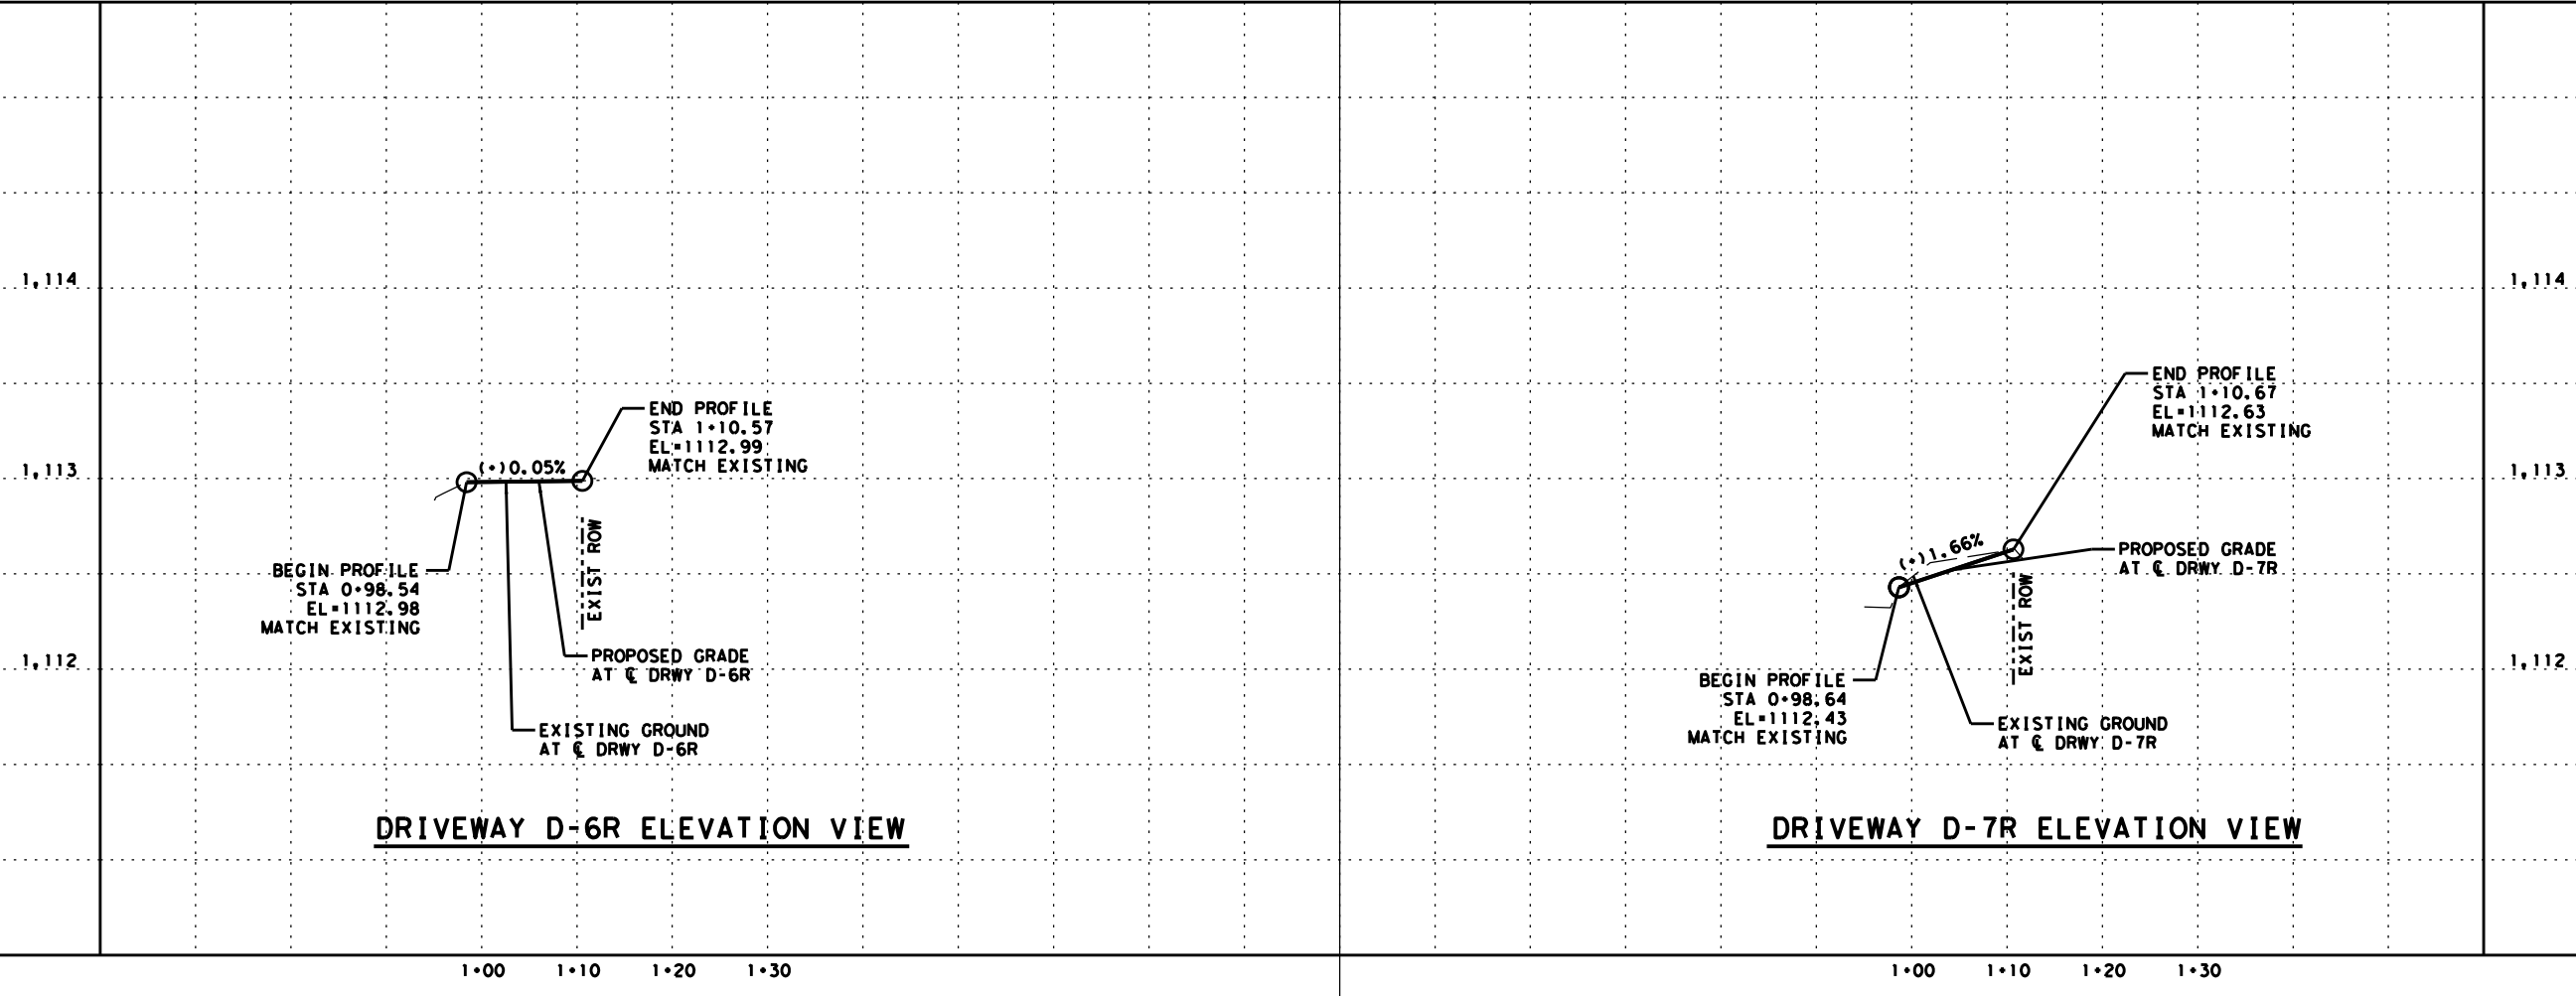 1,114
1,113
1,112
(+)0.05%
END PROFILE
STA 1+10.57
EL=1112.99
MATCH EXISTING
BEGIN PROFILE
STA 0+98.54
EL=1112.98
MATCH EXISTING
EXIST ROW
PROPOSED GRADE
AT ℄ DRWY D-6R
EXISTING GROUND
AT ℄ DRWY D-6R
DRIVEWAY D-6R ELEVATION VIEW
1+00 1+10 1+20 1+30
END PROFILE
STA 1+10.67
EL=1112.63
MATCH EXISTING
(+)1.66%
PROPOSED GRADE
AT ℄ DRWY D-7R
EXIST ROW
BEGIN PROFILE
STA 0+98.64
EL=1112.43
MATCH EXISTING
EXISTING GROUND
AT ℄ DRWY D-7R
DRIVEWAY D-7R ELEVATION VIEW
1+00 1+10 1+20 1+30
1,114
1,113
1,112